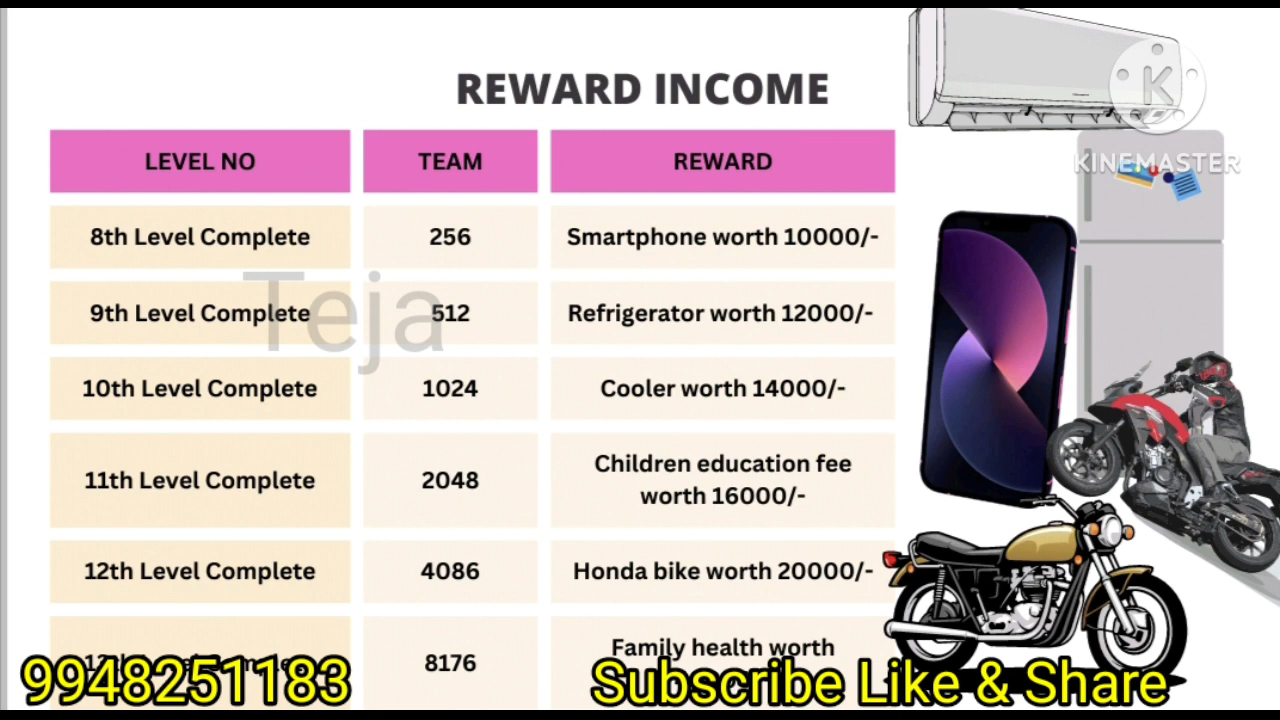 REWARD INCOME
KINEMASTER
LEVEL NO TEAM REWARD
8th Level Complete 256 Smartphone worth 10000/-
Teja
9th Level Complete 512 Refrigerator worth 12000/-
10th Level Complete 1024 Cooler worth 14000/-
11th Level Complete 2048 Children education fee
worth 16000/-
12th Level Complete 4086 Honda bike worth 20000/-
8176 Family health worth
9948251183 Subscribe Like & Share